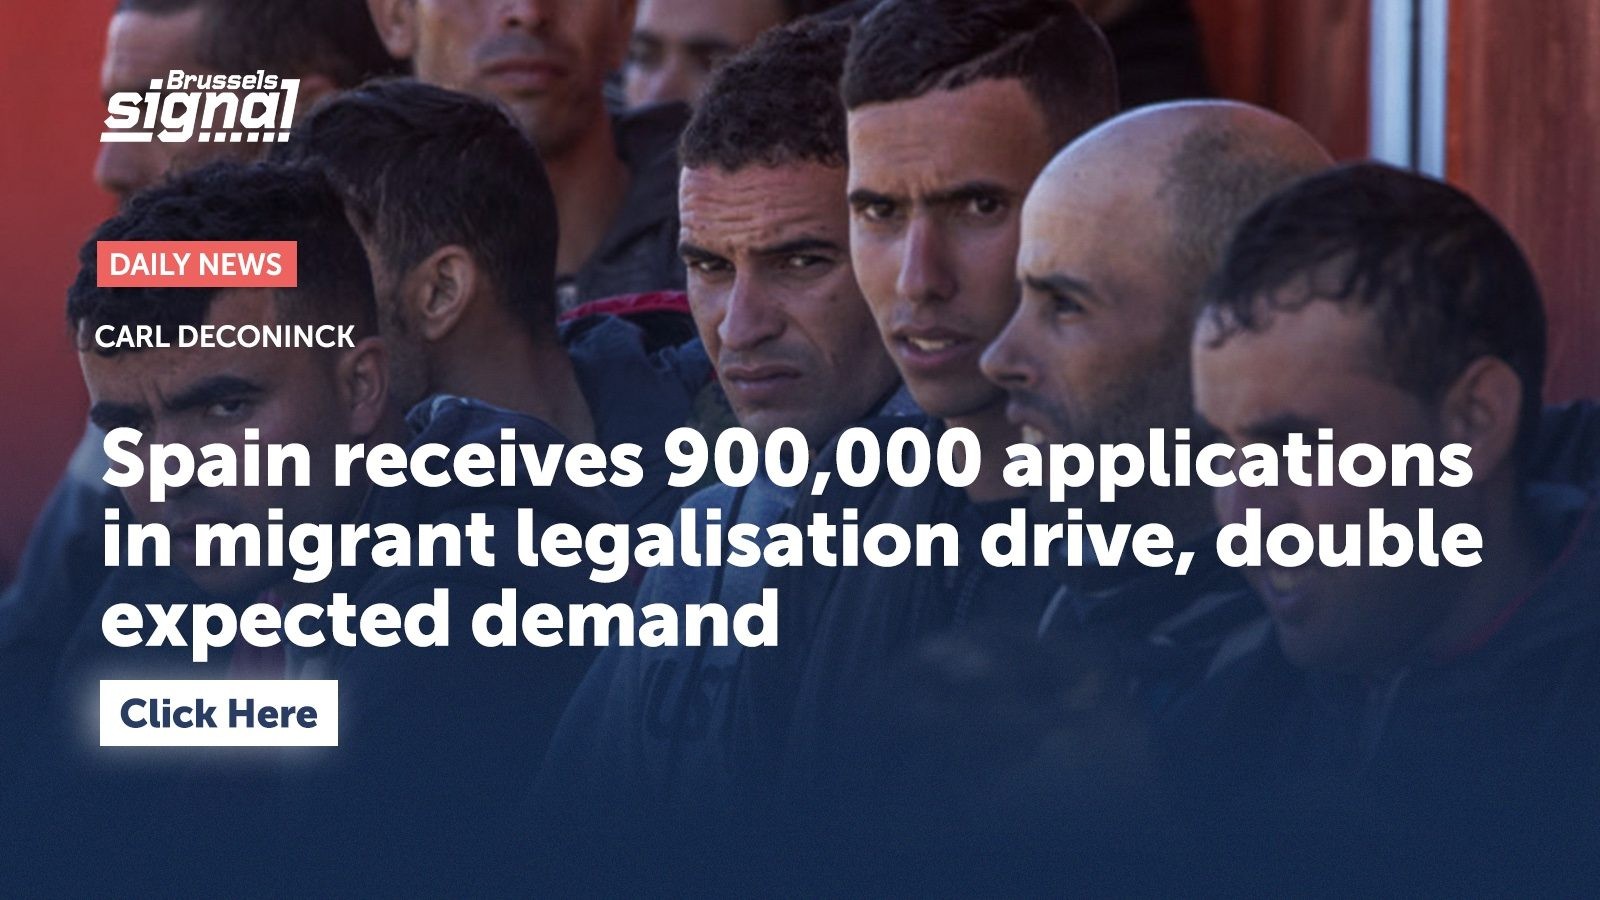 Brussels
signal
DAILY NEWS
CARL DECONINCK
Spain receives 900,000 applications
in migrant legalisation drive, double
expected demand
Click Here